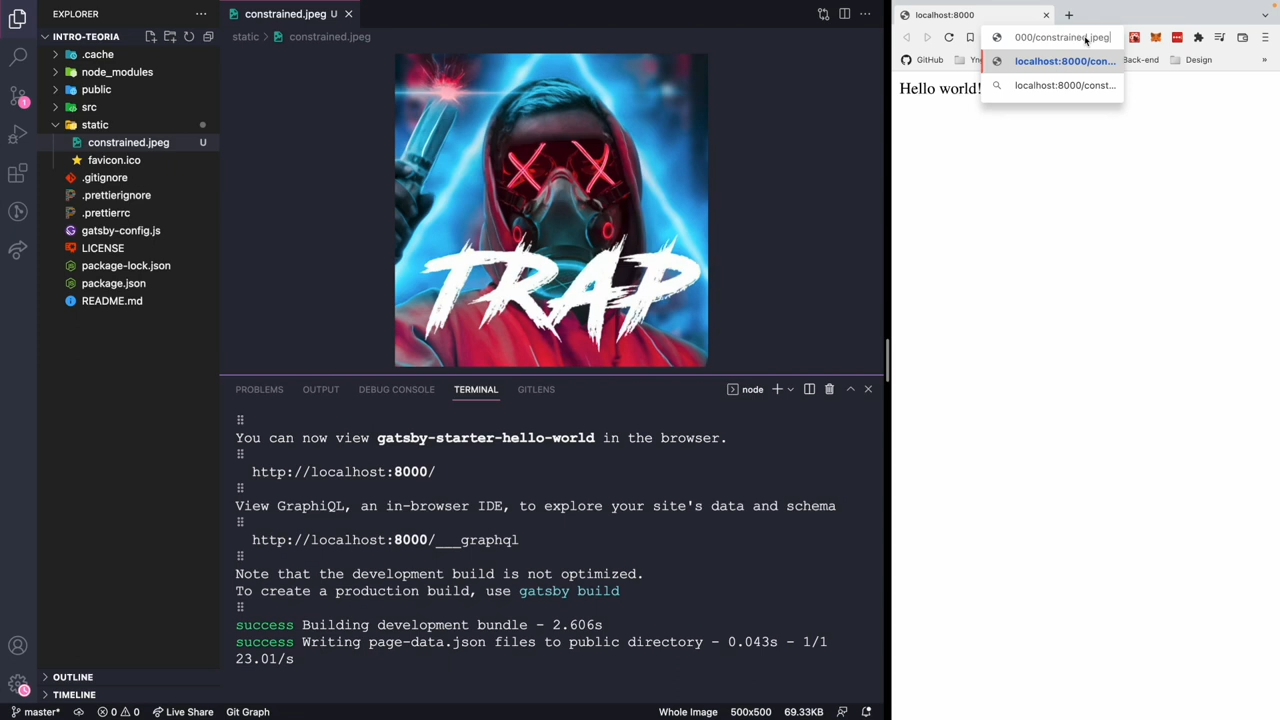 EXPLORER
INTRO-TEORIA
.cache
node_modules
public
src
static
constrained.jpeg U
favicon.ico
.gitignore
.prettierignore
.prettierrc
gatsby-config.js
LICENSE
package-lock.json
package.json
README.md
OUTLINE
TIMELINE
constrained.jpeg U
static > constrained.jpeg
TRAP
PROBLEMS OUTPUT DEBUG CONSOLE TERMINAL GITLENS
node
You can now view gatsby-starter-hello-world in the browser.
http://localhost:8000/
View GraphiQL, an in-browser IDE, to explore your site's data and schema
http://localhost:8000/___graphql
Note that the development build is not optimized.
To create a production build, use gatsby build
success Building development bundle - 2.606s
success Writing page-data.json files to public directory - 0.043s - 1/1
23.01/s
master* 0 0 Live Share Git Graph
Whole Image 500x500 69.33KB
localhost:8000
000/constrained.jpeg
localhost:8000/con...
localhost:8000/const...
GitHub
Back-end Design
Hello world!